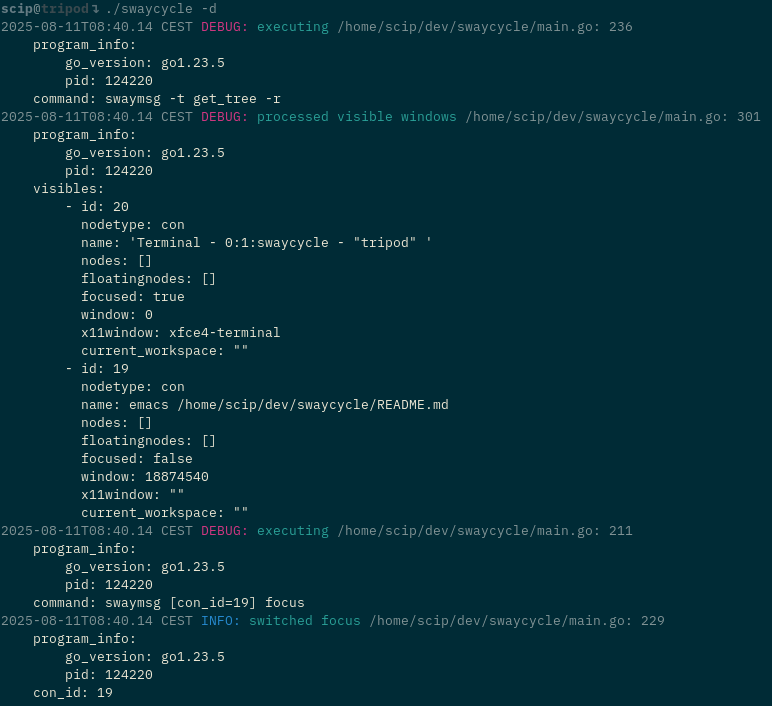 scip@tripod ./swaycycle -d
2025-08-11T08:40.14 CEST DEBUG: executing /home/scip/dev/swaycycle/main.go: 236
    program_info:
        go_version: go1.23.5
        pid: 124220
    command: swaymsg -t get_tree -r
2025-08-11T08:40.14 CEST DEBUG: processed visible windows /home/scip/dev/swaycycle/main.go: 301
    program_info:
        go_version: go1.23.5
        pid: 124220
    visibles:
        - id: 20
          nodetype: con
          name: 'Terminal - 0:1:swaycycle - "tripod" '
          nodes: []
          floatingnodes: []
          focused: true
          window: 0
          x11window: xfce4-terminal
          current_workspace: ""
        - id: 19
          nodetype: con
          name: emacs /home/scip/dev/swaycycle/README.md
          nodes: []
          floatingnodes: []
          focused: false
          window: 18874540
          x11window: ""
          current_workspace: ""
2025-08-11T08:40.14 CEST DEBUG: executing /home/scip/dev/swaycycle/main.go: 211
    program_info:
        go_version: go1.23.5
        pid: 124220
    command: swaymsg [con_id=19] focus
2025-08-11T08:40.14 CEST INFO: switched focus /home/scip/dev/swaycycle/main.go: 229
    program_info:
        go_version: go1.23.5
        pid: 124220
    con_id: 19